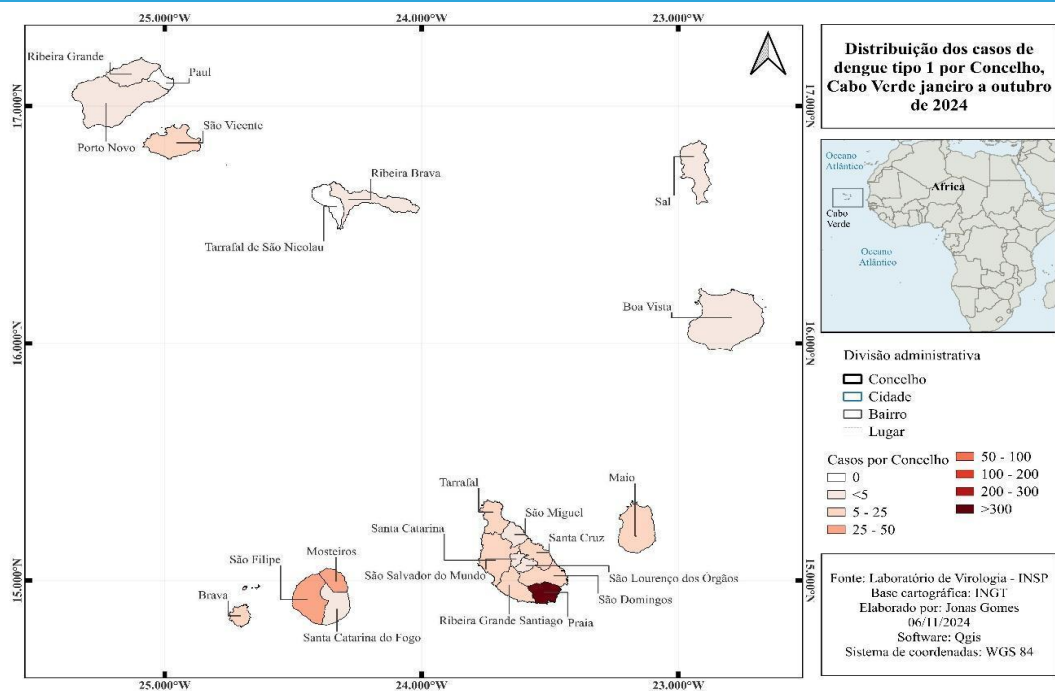 25.000°W
24.000°W
23.000°W
Ribeira Grande
Paul
17.000°N
17.000°N
São Vicente
Porto Novo
Ribeira Brava
Sal
Tarrafal de São Nicolau
Boa Vista
16.000°N
16.000°N
Tarrafal
Maio
São Miguel
Santa Catarina
Santa Cruz
São Filipe
Mosteiros
São Salvador do Mundo
São Lourenço dos Órgãos
15.000°N
15.000°N
Brava
São Domingos
Santa Catarina do Fogo
Ribeira Grande Santiago
Praia
25.000°W
24.000°W
23.000°W
Distribuição dos casos de
dengue tipo 1 por Concelho,
Cabo Verde janeiro a outubro
de 2024
Oceano
Atlântico
Africa
Cabo
Verde
Oceano
Atlântico
Divisão administrativa
Concelho
Cidade
Bairro
Lugar
Casos por Concelho
0
<5
5 - 25
25 - 50
50 - 100
100 - 200
200 - 300
>300
Fonte: Laboratório de Virologia - INSP
Base cartográfica: INGT
Elaborado por: Jonas Gomes
06/11/2024
Software: Qgis
Sistema de coordenadas: WGS 84